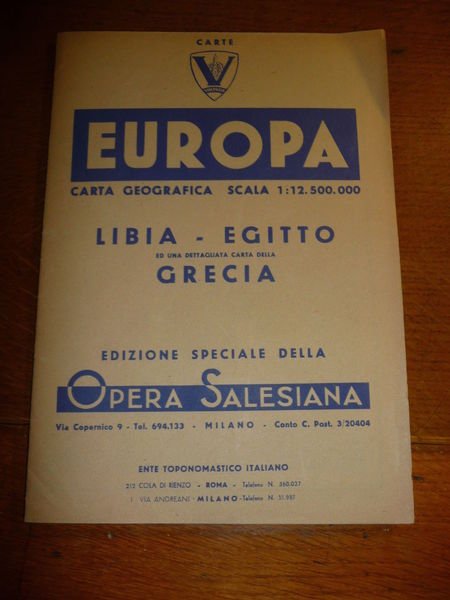 CARTE
V
EUROPA
CARTA GEOGRAFICA SCALA 1:12.500.000
LIBIA - EGITTO
ED UNA DETTAGLIATA CARTA DELLA
GRECIA
EDIZIONE SPECIALE DELLA
OPERA SALESIANA
Via Copernico 9 - Tel. 694.133 - MILANO - Conto C. Post. 3/20404
ENTE TOPONOMASTICO ITALIANO
212 COLA DI RIENZO - ROMA - Telefono N. 360.027
1 VIA ANDREANI - MILANO - Telefono N. 51.987